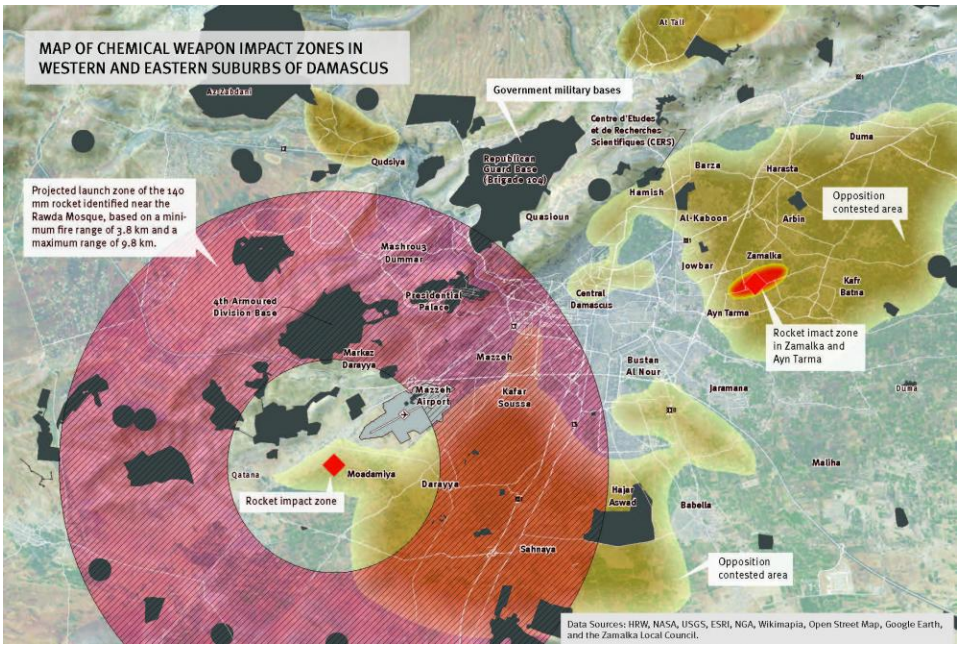 MAP OF CHEMICAL WEAPON IMPACT ZONES IN
WESTERN AND EASTERN SUBURBS OF DAMASCUS
At Tall
Az-Zabdani
Government military bases
Centre d'Etudes
et de Recherches
Scientifiques (CERS)
Duma
Qudsiya
Republican
Guard Base
(Brigade 104)
Barza
Harasta
Projected launch zone of the 140
mm rocket identified near the
Rawda Mosque, based on a mini-
mum fire range of 3.8 km and a
maximum range of 9.8 km.
Hamish
Opposition
contested area
Quasioun
Al-Kaboon
Arbin
Mashrou3
Dummar
Zamalka
Jowbar
Kafr
Batna
4th Armoured
Division Base
Presidential
Palace
Central
Damascus
Ayn Tarma
Rocket imact zone
in Zamalka and
Ayn Tarma
Markaz
Darayya
Mazzeh
Bustan
Al Nour
Mazzeh
Airport
Kafar
Soussa
Jaramana
Duma
Qatana
Moadamiya
Maliha
Darayya
Rocket impact zone
Hajar
Aswad
Babella
Sahnaya
Opposition
contested area
Data Sources: HRW, NASA, USGS, ESRI, NGA, Wikimapia, Open Street Map, Google Earth,
and the Zamalka Local Council.